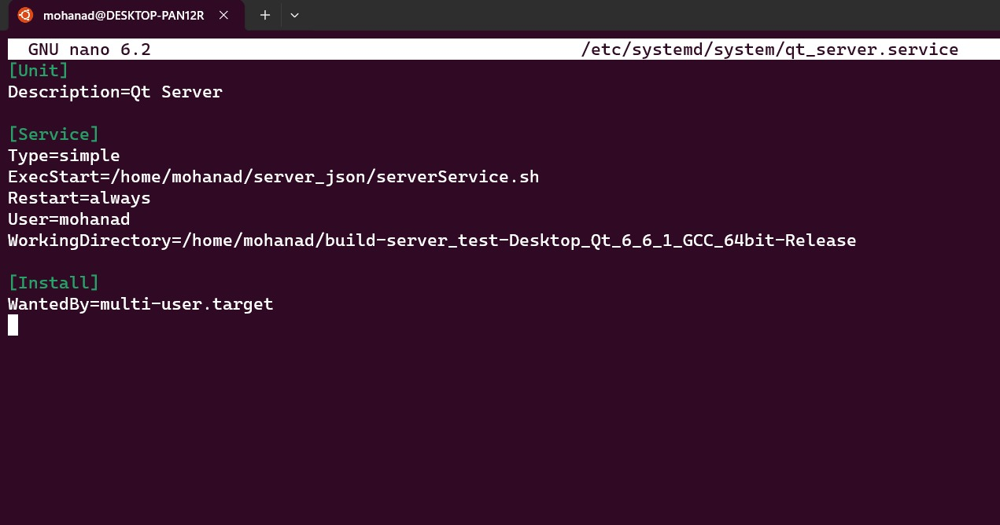 mohanad@DESKTOP-PAN12R
GNU nano 6.2 /etc/systemd/system/qt_server.service
[Unit]
Description=Qt Server
[Service]
Type=simple
ExecStart=/home/mohanad/server_json/serverService.sh
Restart=always
User=mohanad
WorkingDirectory=/home/mohanad/build-server_test-Desktop_Qt_6_6_1_GCC_64bit-Release
[Install]
WantedBy=multi-user.target